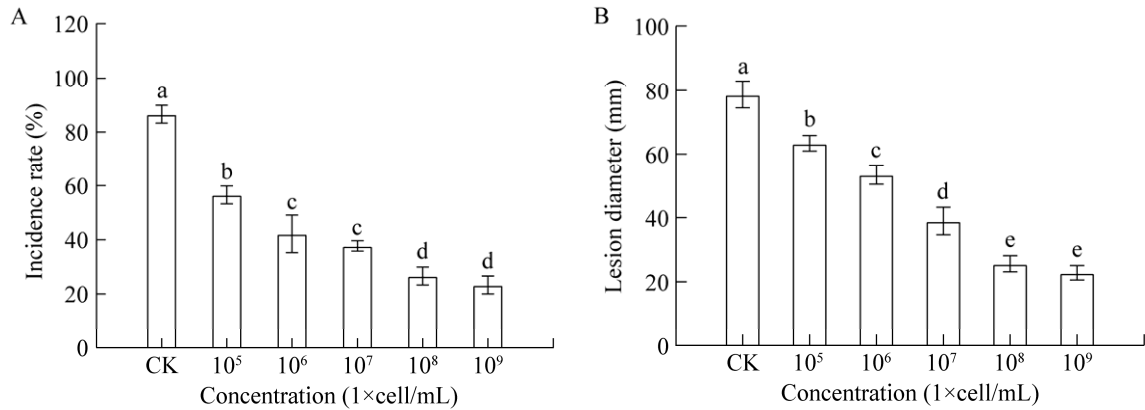 A
120
100
80
60
40
20
0
Incidence rate (%)
a
b
c
c
d
d
CK 10⁵ 10⁶ 10⁷ 10⁸ 10⁹
Concentration (1×cell/mL)
B
100
80
60
40
20
0
Lesion diameter (mm)
a
b
c
d
e
e
CK 10⁵ 10⁶ 10⁷ 10⁸ 10⁹
Concentration (1×cell/mL)